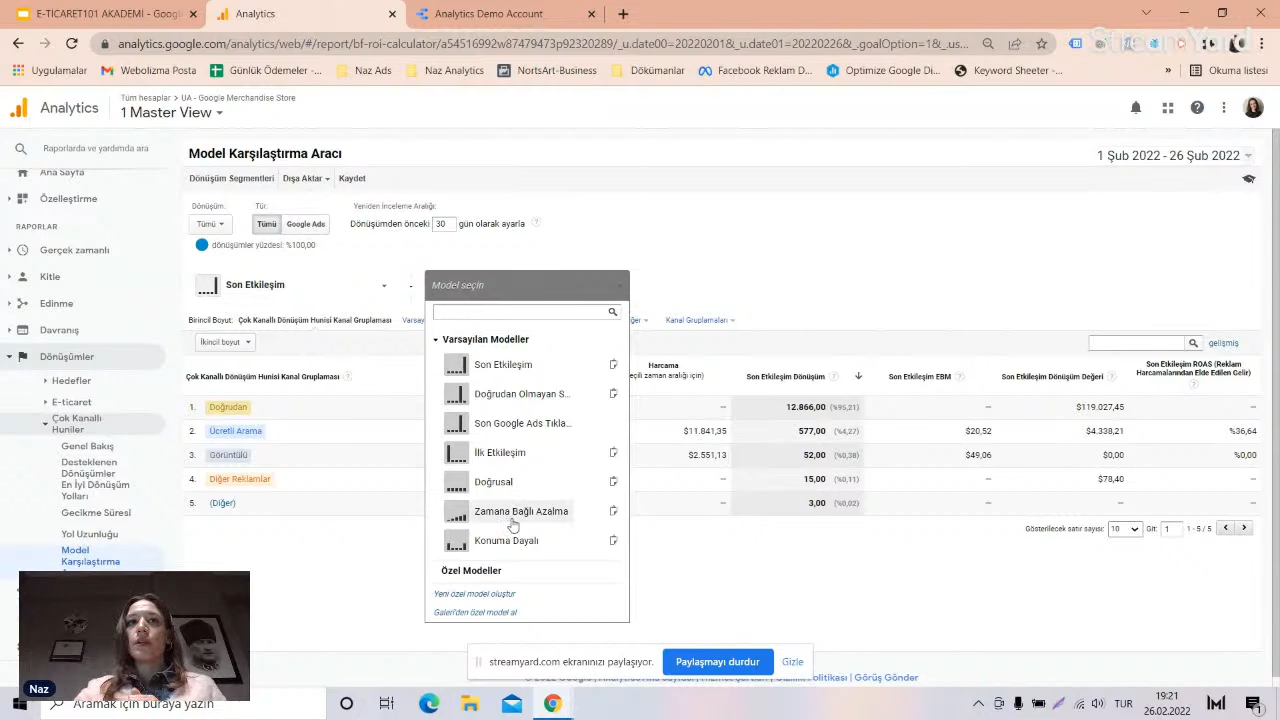 E-TICARET101 AKADEMİ - Googl
Analytics
Analytics Demo Account
StreamYard
analytics.google.com/analytics/web/#/report/bf-roi-calculator/a54516992w87479473p92320289/_u.date00=20220201&_u.date01=20220226&_goalOption=1&_us...
Uygulamalar
Webolizma Posta
Günlük Ödemeler -...
Naz Ads
Naz Analytics
NortsArt-Business
Dökümanlar
Facebook Reklam D...
Optimize Google Di...
Keyword Sheeter -...
»
Okuma listesi
Analytics
Tüm hesaplar > UA - Google Merchandise Store
1 Master View
Raporlarda ve yardımda ara
Ana Sayfa
Özelleştirme
RAPORLAR
Gerçek zamanlı
Kitle
Edinme
Davranış
Dönüşümler
Hedefler
E-ticaret
Çok Kanallı
Huniler
Genel Bakış
Desteklenen
Dönüşümler
En İyi Dönüşüm
Yolları
Gecikme Süresi
Yol Uzunluğu
Model
Karşılaştırma
Model Karşılaştırma Aracı
1 Şub 2022 - 26 Şub 2022
Dönüşüm Segmentleri
Dışa Aktar
Kaydet
Dönüşüm:
Tür:
Yeniden İnceleme Aralığı:
Tümü
Tümü
Google Ads
Dönüşümden önceki 30 gün olarak ayarla
dönüşümler yüzdesi: %100,00
Son Etkileşim
Birincil Boyut: Çok Kanallı Dönüşüm Hunisi Kanal Gruplaması
Varsay
ğer
Kanal Gruplamaları
İkincil boyut
gelişmiş
Model seçin
Varsayılan Modeller
Son Etkileşim
Doğrudan Olmayan S...
Son Google Ads Tıkla...
İlk Etkileşim
Doğrusal
Zamana Bağlı Azalma
Konuma Dayalı
Özel Modeller
Yeni özel model oluştur
Galeri'den özel model al
Çok Kanallı Dönüşüm Hunisi Kanal Gruplaması
Harcama
eçili zaman aralığı için)
Son Etkileşim Dönüşüm
Son Etkileşim EBM
Son Etkileşim Dönüşüm Değeri
Son Etkileşim ROAS (Reklam
Harcamalarından Elde Edilen Gelir)
1. Doğrudan — 12.866,00 (%95,21) — $119.027,45 —
2. Ücretli Arama $11.841,35 577,00 (%4,27) $20,52 $4.338,21 %36,64
3. Görüntülü $2.551,13 52,00 (%0,38) $49,06 $0,00 %0,00
4. Diğer Reklamlar — 15,00 (%0,11) — $78,40 —
5. (Diğer) — 3,00 (%0,02) — — —
Gösterilecek satır sayısı: 10 Git: 1 1 - 5 / 5
streamyard.com ekranınızı paylaşıyor.
Paylaşmayı durdur
Gizle
Politikası | Görüş Gönder
Naz
Aramak için buraya yazın
TUR
19:21
26.02.2022
1